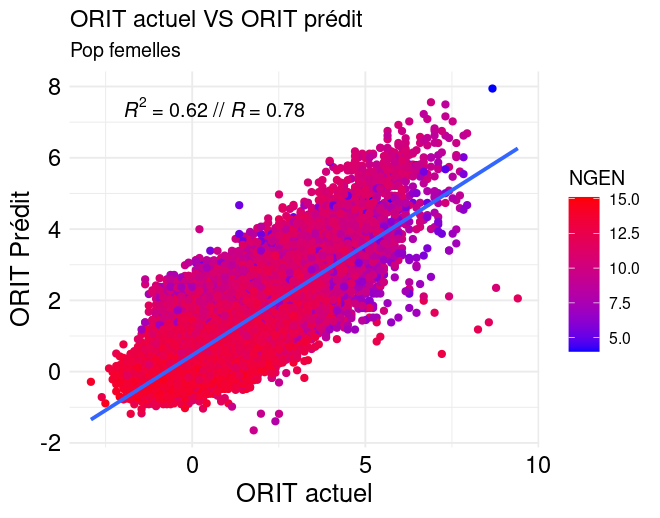 ORIT actuel VS ORIT prédit
Pop femelles
R² = 0.62 // R = 0.78
ORIT Prédit
8
6
4
2
0
-2
0 5 10
ORIT actuel
NGEN
15.0
12.5
10.0
7.5
5.0